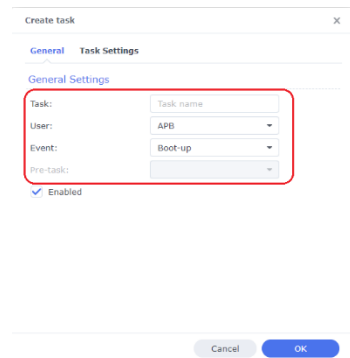 Create task
General Task Settings
General Settings
Task: Task name
User: APB
Event: Boot-up
Pre-task:
Enabled
Cancel OK